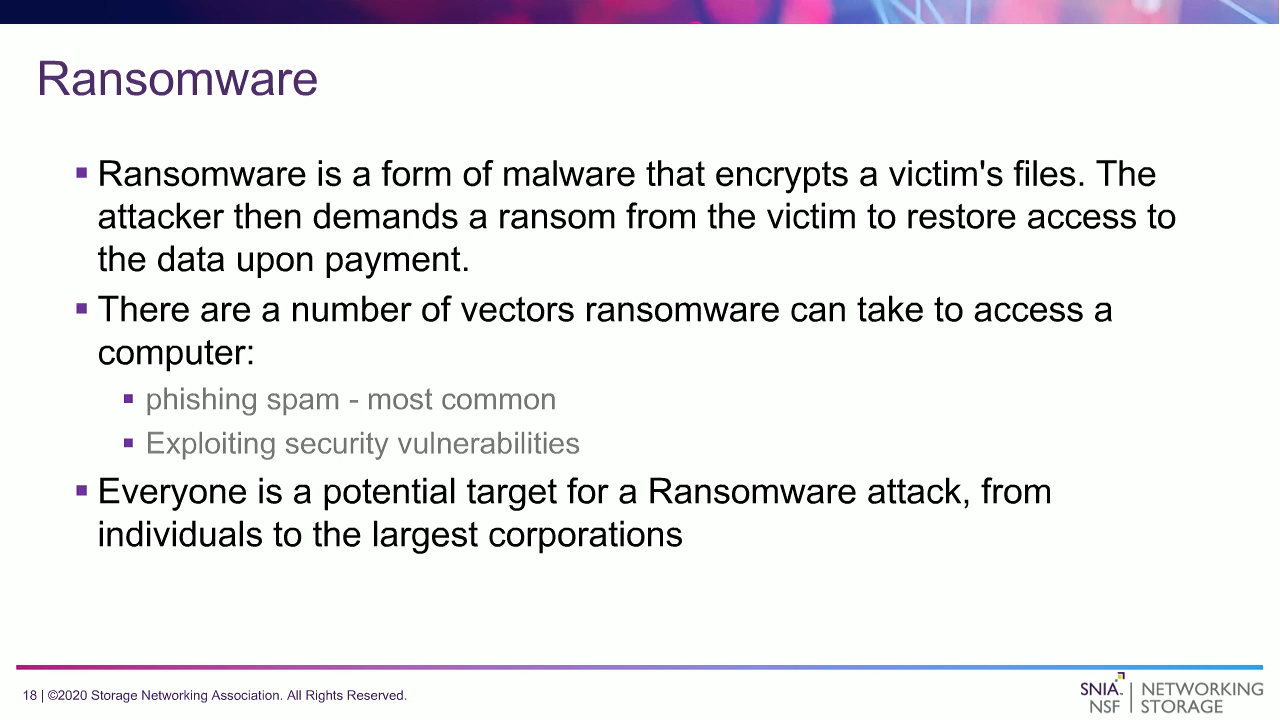 Ransomware
▪ Ransomware is a form of malware that encrypts a victim's files. The
attacker then demands a ransom from the victim to restore access to
the data upon payment.
▪ There are a number of vectors ransomware can take to access a
computer:
▪ phishing spam - most common
▪ Exploiting security vulnerabilities
▪ Everyone is a potential target for a Ransomware attack, from
individuals to the largest corporations
18 | ©2020 Storage Networking Association. All Rights Reserved.
SNIA™ | NETWORKING
NSF | STORAGE